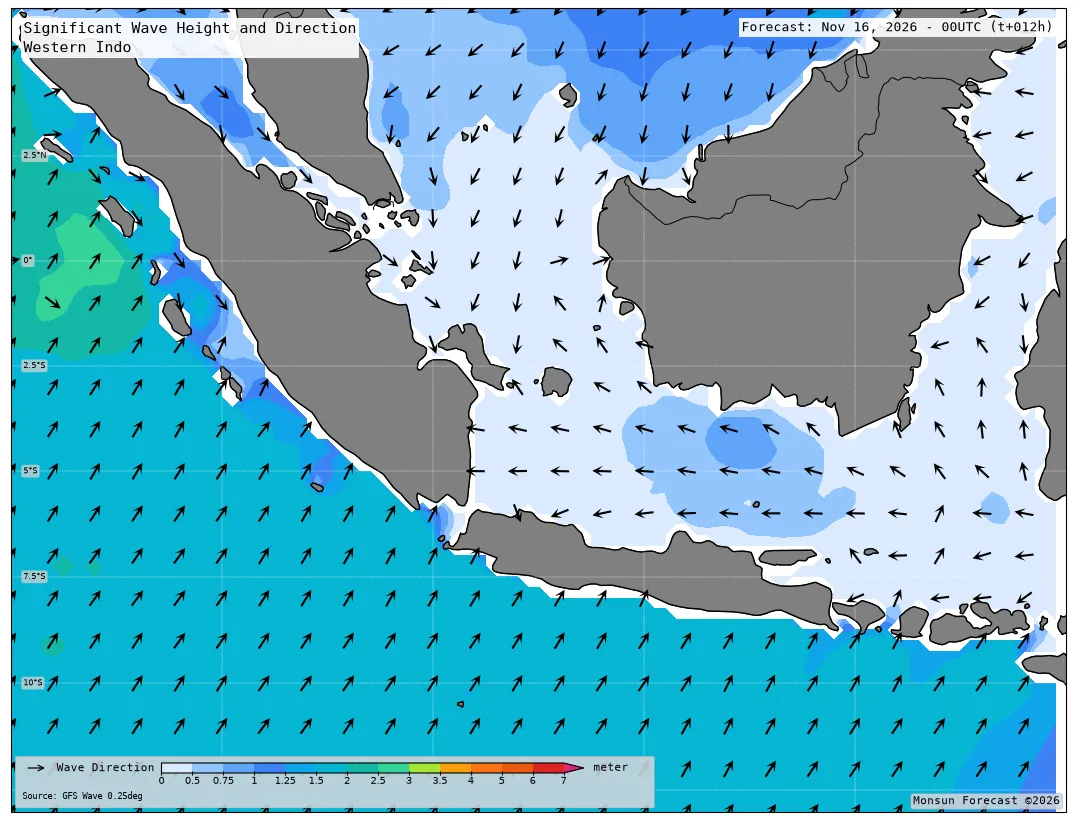 Significant Wave Height and Direction
Western Indo
Forecast: Nov 16, 2026 - 00UTC (t+012h)
2.5°N
0°
2.5°S
5°S
7.5°S
10°S
Wave Direction
meter
0 0.5 0.75 1 1.25 1.5 2 2.5 3 3.5 4 5 6 7
Source: GFS Wave 0.25deg
Monsun Forecast ©2026